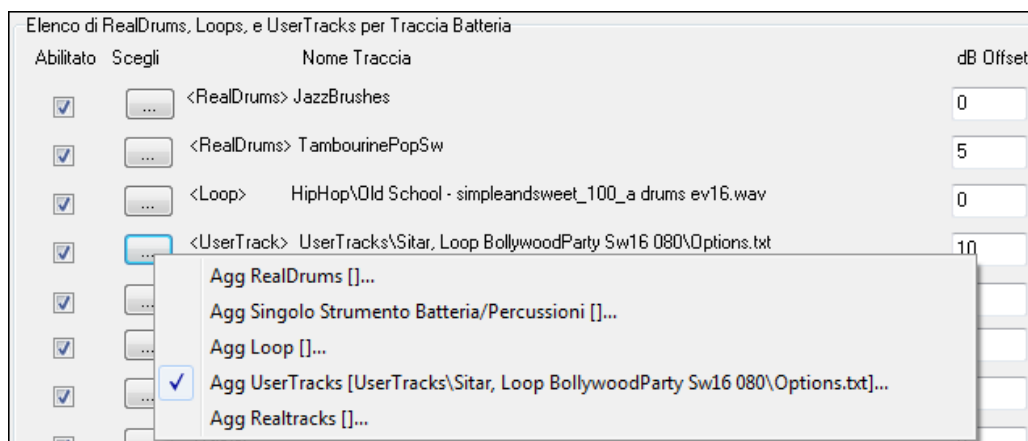 Elenco di RealDrums, Loops, e UserTracks per Traccia Batteria
Abilitato Scegli Nome Traccia dB Offset
... <RealDrums> JazzBrushes 0
... <RealDrums> TambourinePopSw 5
... <Loop> HipHop\Old School - simpleandsweet_100_a drums ev16.wav 0
... <UserTrack> UserTracks\Sitar, Loop BollywoodParty Sw16 080\Options.txt 10
Agg RealDrums []...
Agg Singolo Strumento Batteria/Percussioni []...
Agg Loop []...
Agg UserTracks [UserTracks\Sitar, Loop BollywoodParty Sw16 080\Options.txt]...
Agg Realtracks []...